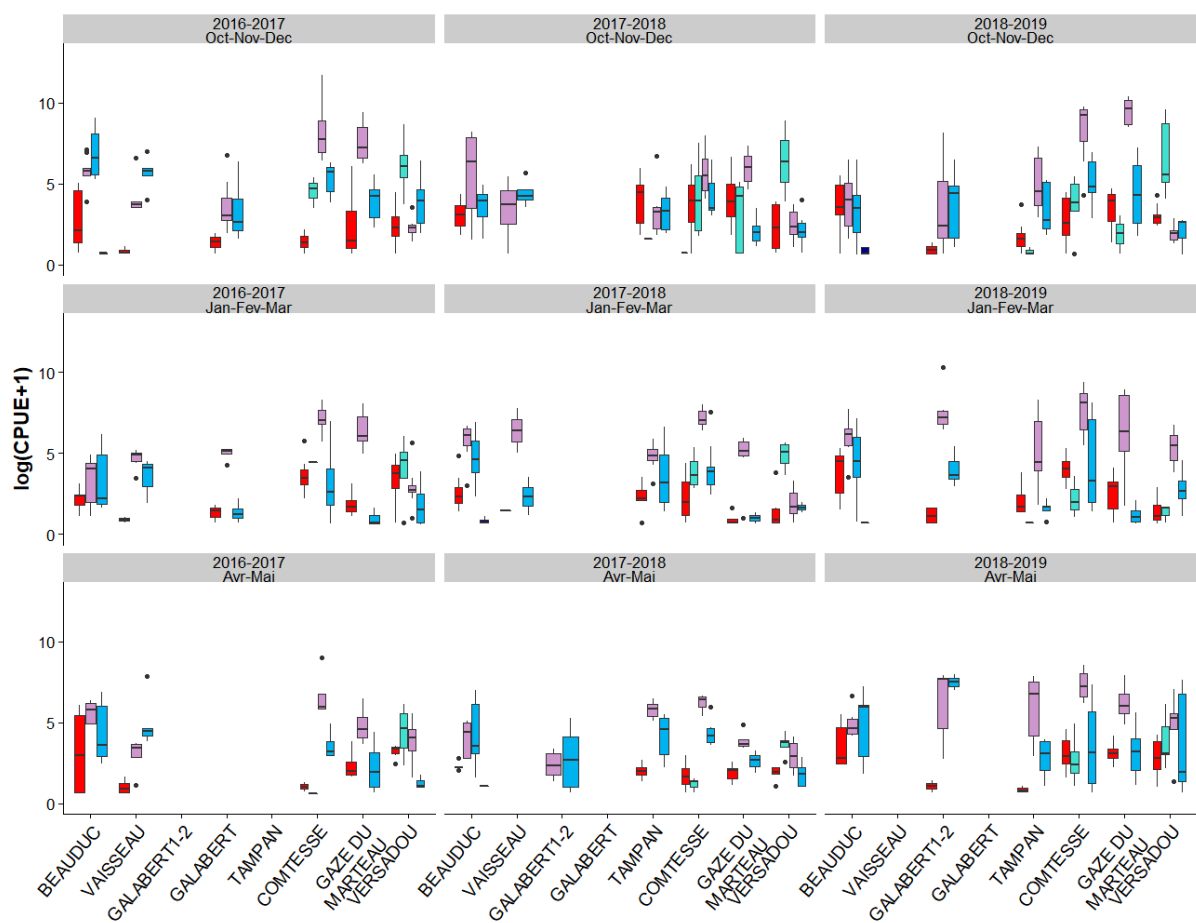 2016-2017
Oct-Nov-Dec
2017-2018
Oct-Nov-Dec
2018-2019
Oct-Nov-Dec
10
5
0
2016-2017
Jan-Fev-Mar
2017-2018
Jan-Fev-Mar
2018-2019
Jan-Fev-Mar
10
5
0
log(CPUE+1)
2016-2017
Avr-Mai
2017-2018
Avr-Mai
2018-2019
Avr-Mai
10
5
0
BEAUDUC
VAISSEAU
GALABERT1-2
GALABERT
TAMPAN
COMTESSE
GAZE DU
MARTEAU
VERSADOU
BEAUDUC
VAISSEAU
GALABERT1-2
GALABERT
TAMPAN
COMTESSE
GAZE DU
MARTEAU
VERSADOU
BEAUDUC
VAISSEAU
GALABERT1-2
GALABERT
TAMPAN
COMTESSE
GAZE DU
MARTEAU
VERSADOU